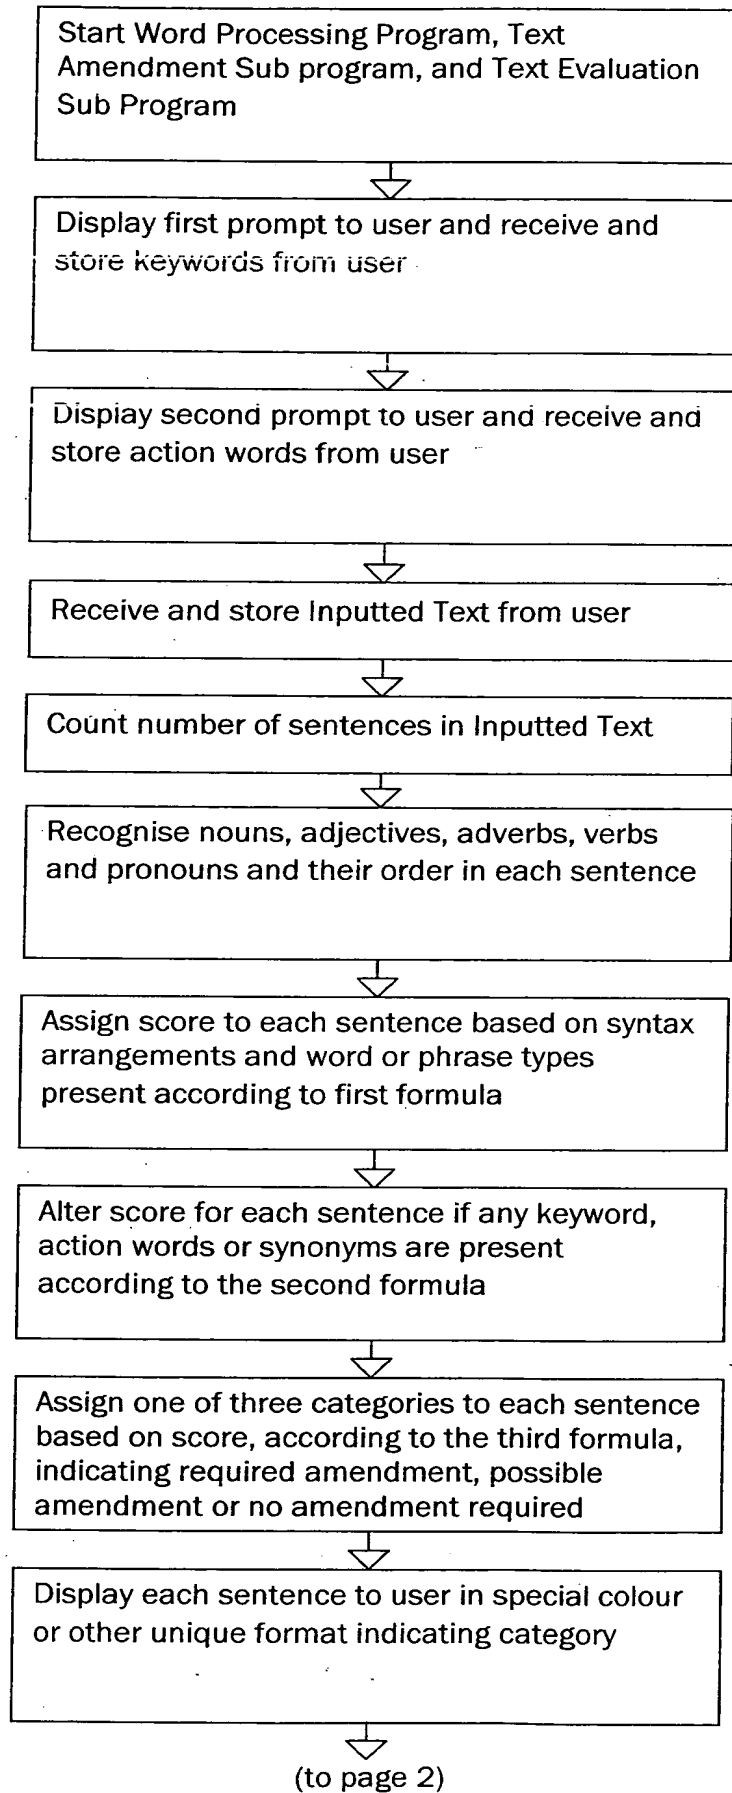 Start Word Processing Program, Text
Amendment Sub program, and Text Evaluation
Sub Program
Display first prompt to user and receive and
store keywords from user
Display second prompt to user and receive and
store action words from user
Receive and store Inputted Text from user
Count number of sentences in Inputted Text
Recognise nouns, adjectives, adverbs, verbs
and pronouns and their order in each sentence
Assign score to each sentence based on syntax
arrangements and word or phrase types
present according to first formula
Alter score for each sentence if any keyword,
action words or synonyms are present
according to the second formula
Assign one of three categories to each sentence
based on score, according to the third formula,
indicating required amendment, possible
amendment or no amendment required
Display each sentence to user in special colour
or other unique format indicating category
(to page 2)